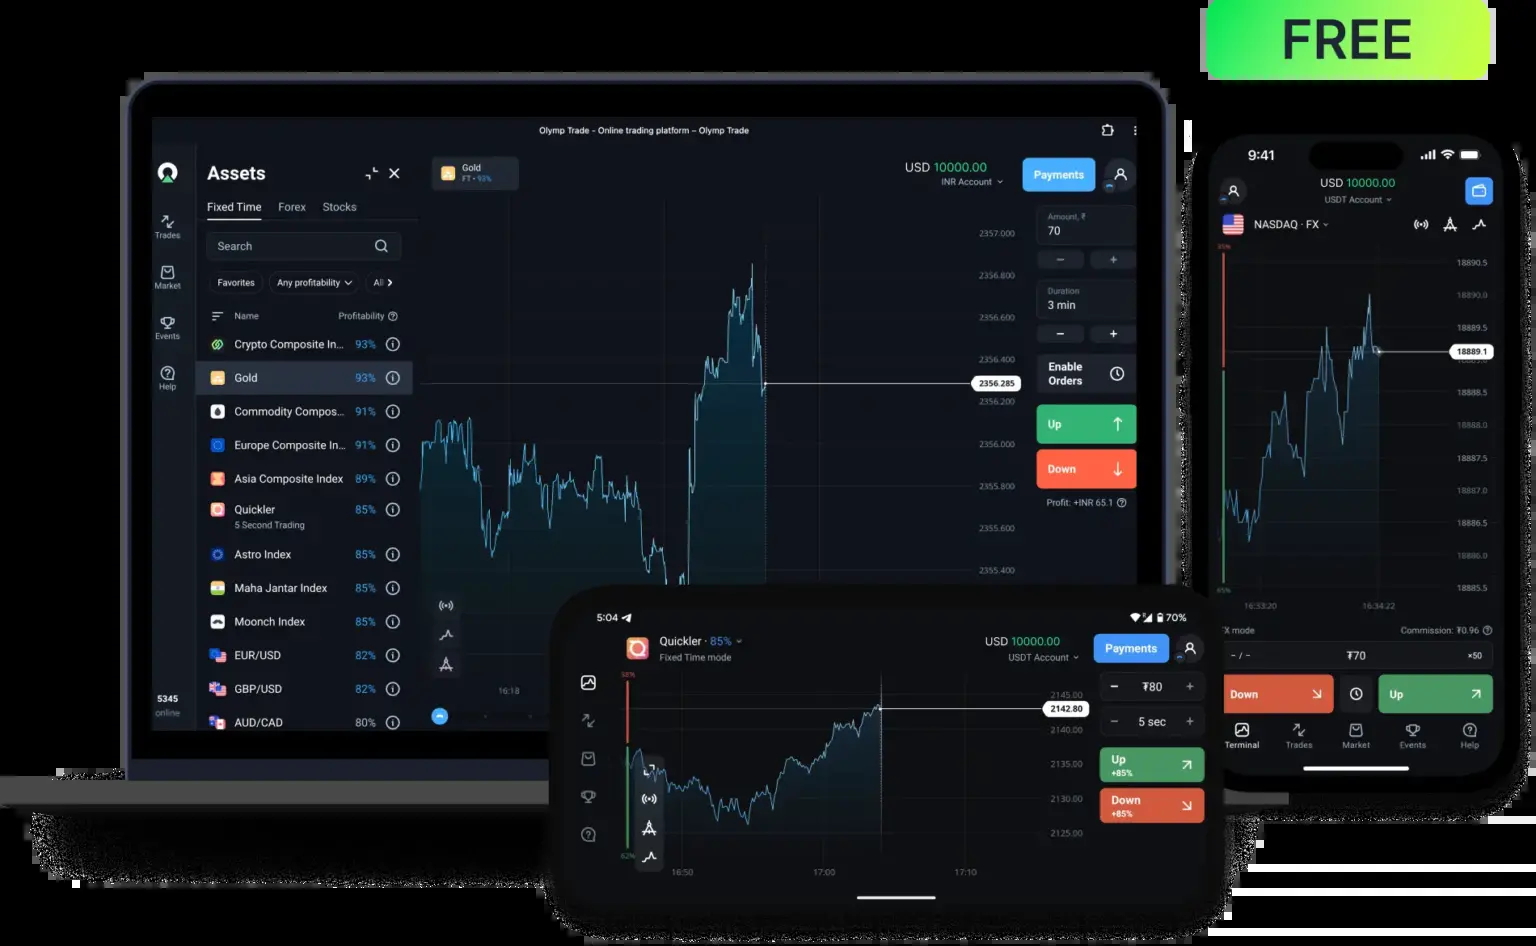 FREE
Olymp Trade - Online trading platform – Olymp Trade
Assets
Fixed Time
Forex
Stocks
Search
Favorites
Any profitability
All
Name
Profitability
Crypto Composite In... 93%
Gold 93%
Commodity Compos... 91%
Europe Composite In... 91%
Asia Composite Index 89%
Quickler 85%
5 Second Trading
Astro Index 85%
Maha Jantar Index 85%
Moonch Index 85%
EUR/USD 82%
GBP/USD 82%
AUD/CAD 80%
Trades
Market
Events
Help
5345
online
Gold
FT • 93%
USD 10000.00
INR Account
Payments
2357.000
2356.800
2356.600
2356.400
2356.285
2356.200
2356.000
2355.800
2355.600
2355.400
16:18
Amount, ₹
70
−
+
Duration
3 min
−
+
Enable
Orders
Up
Down
Profit: +INR 65.1
5:04
70%
Quickler · 85%
Fixed Time mode
USD 10000.00
USDT Account
Payments
2145.00
2142.80
2140.00
2135.00
2130.00
2125.00
16:50
17:00
17:10
− ₮80 +
− 5 sec +
Up
+85%
Down
+85%
9:41
USD 10000.00
USDT Account
NASDAQ · FX
18890.5
18890.0
18889.5
18889.1
18888.5
18888.0
18887.5
18887.0
18886.5
18886.0
18885.5
16:53:20
16:34:22
X mode
Commission: ₮0.96
- / -
₮70
×50
Down
Up
Terminal
Trades
Market
Events
Help